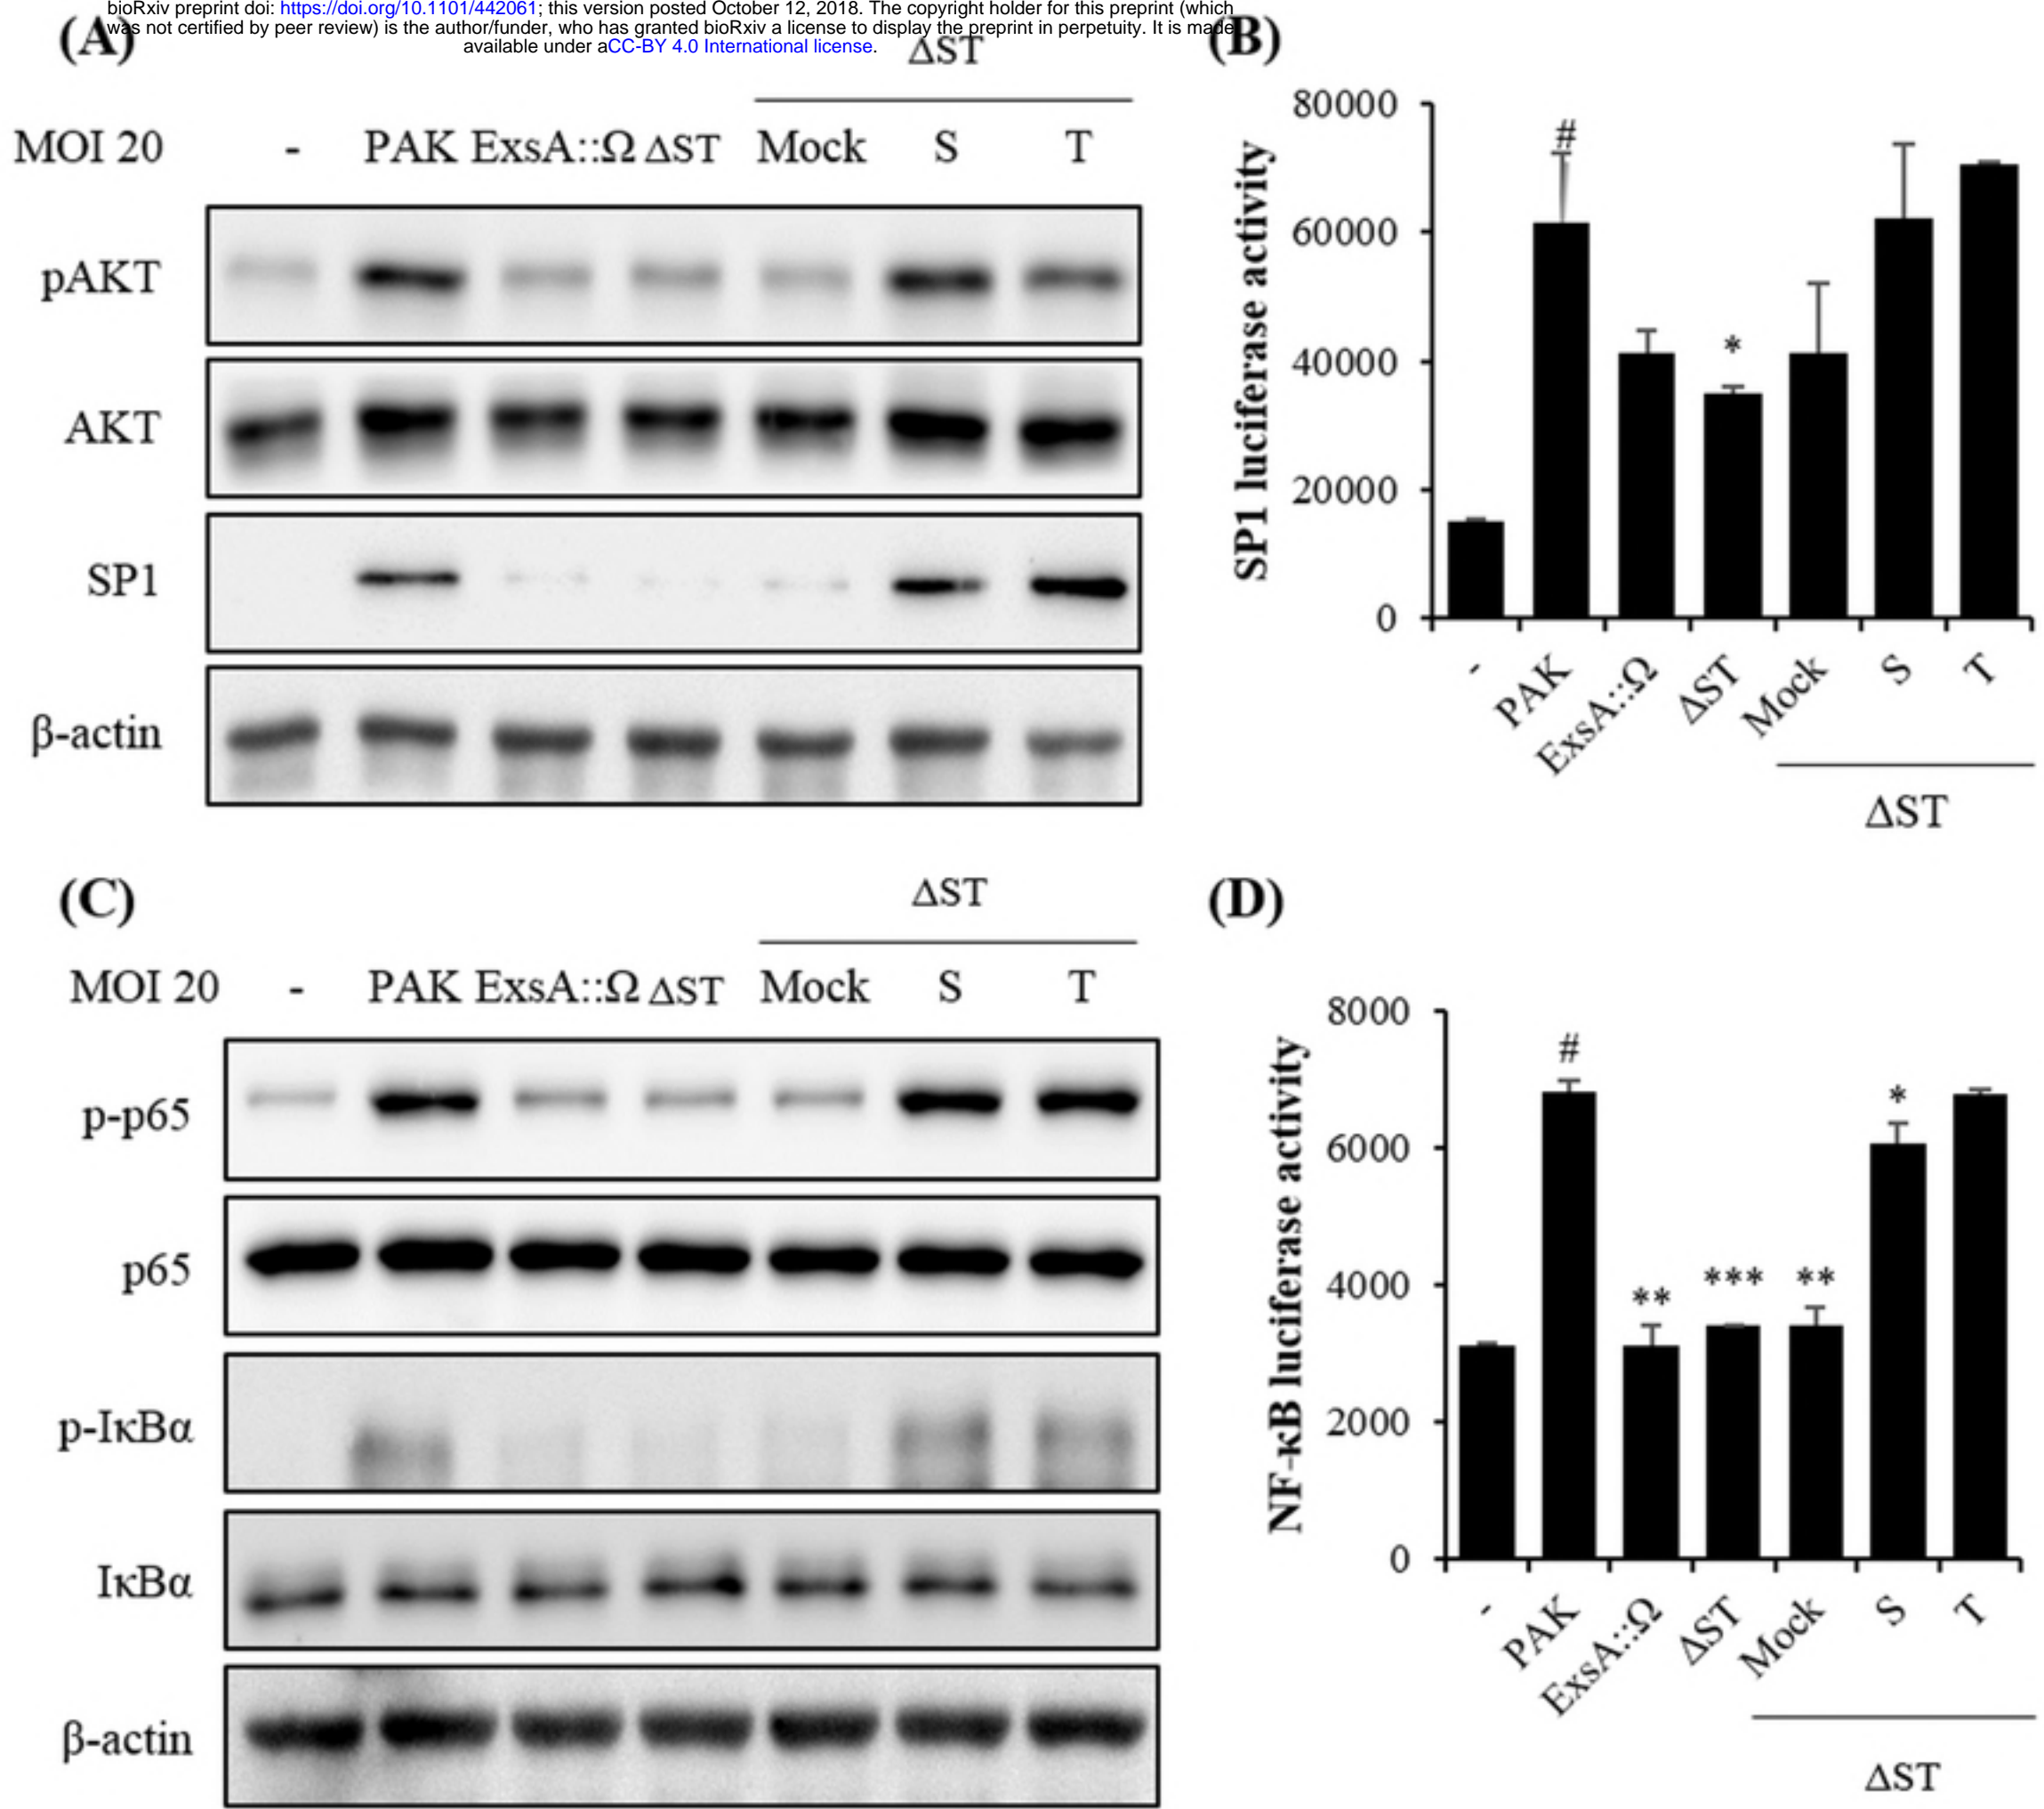 bioRxiv preprint doi: https://doi.org/10.1101/442061; this version posted October 12, 2018. The copyright holder for this preprint (which
was not certified by peer review) is the author/funder, who has granted bioRxiv a license to display the preprint in perpetuity. It is made
available under aCC-BY 4.0 International license.
(A)
ΔST
MOI 20 - PAK ExsA::Ω ΔST Mock S T
pAKT
AKT
SP1
β-actin
(B)
SP1 luciferase activity
80000
60000
40000
20000
0
#
*
- PAK ExsA::Ω ΔST Mock S T
ΔST
(C)
ΔST
MOI 20 - PAK ExsA::Ω ΔST Mock S T
p-p65
p65
p-IκBα
IκBα
β-actin
(D)
NF-κB luciferase activity
8000
6000
4000
2000
0
#
** *** ** *
- PAK ExsA::Ω ΔST Mock S T
ΔST